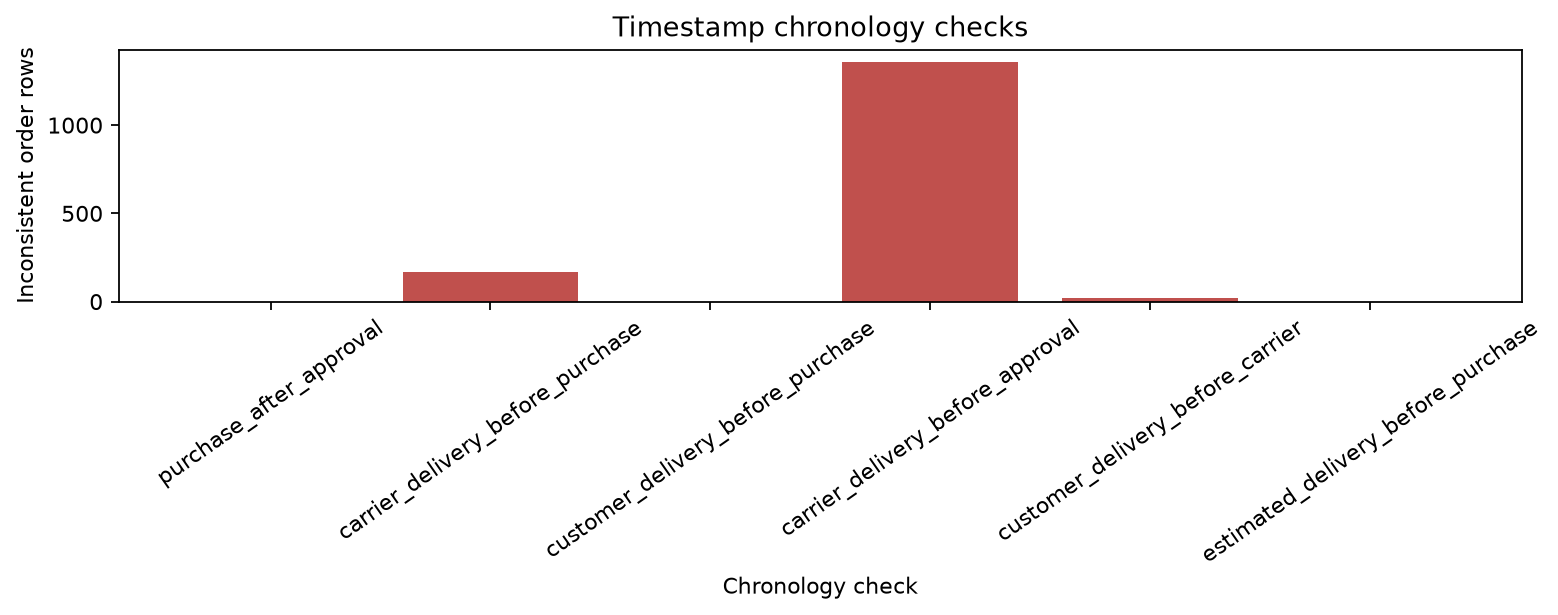 Timestamp chronology checks
Inconsistent order rows
1000
500
0
purchase_after_approval
carrier_delivery_before_purchase
customer_delivery_before_purchase
carrier_delivery_before_approval
customer_delivery_before_carrier
estimated_delivery_before_purchase
Chronology check